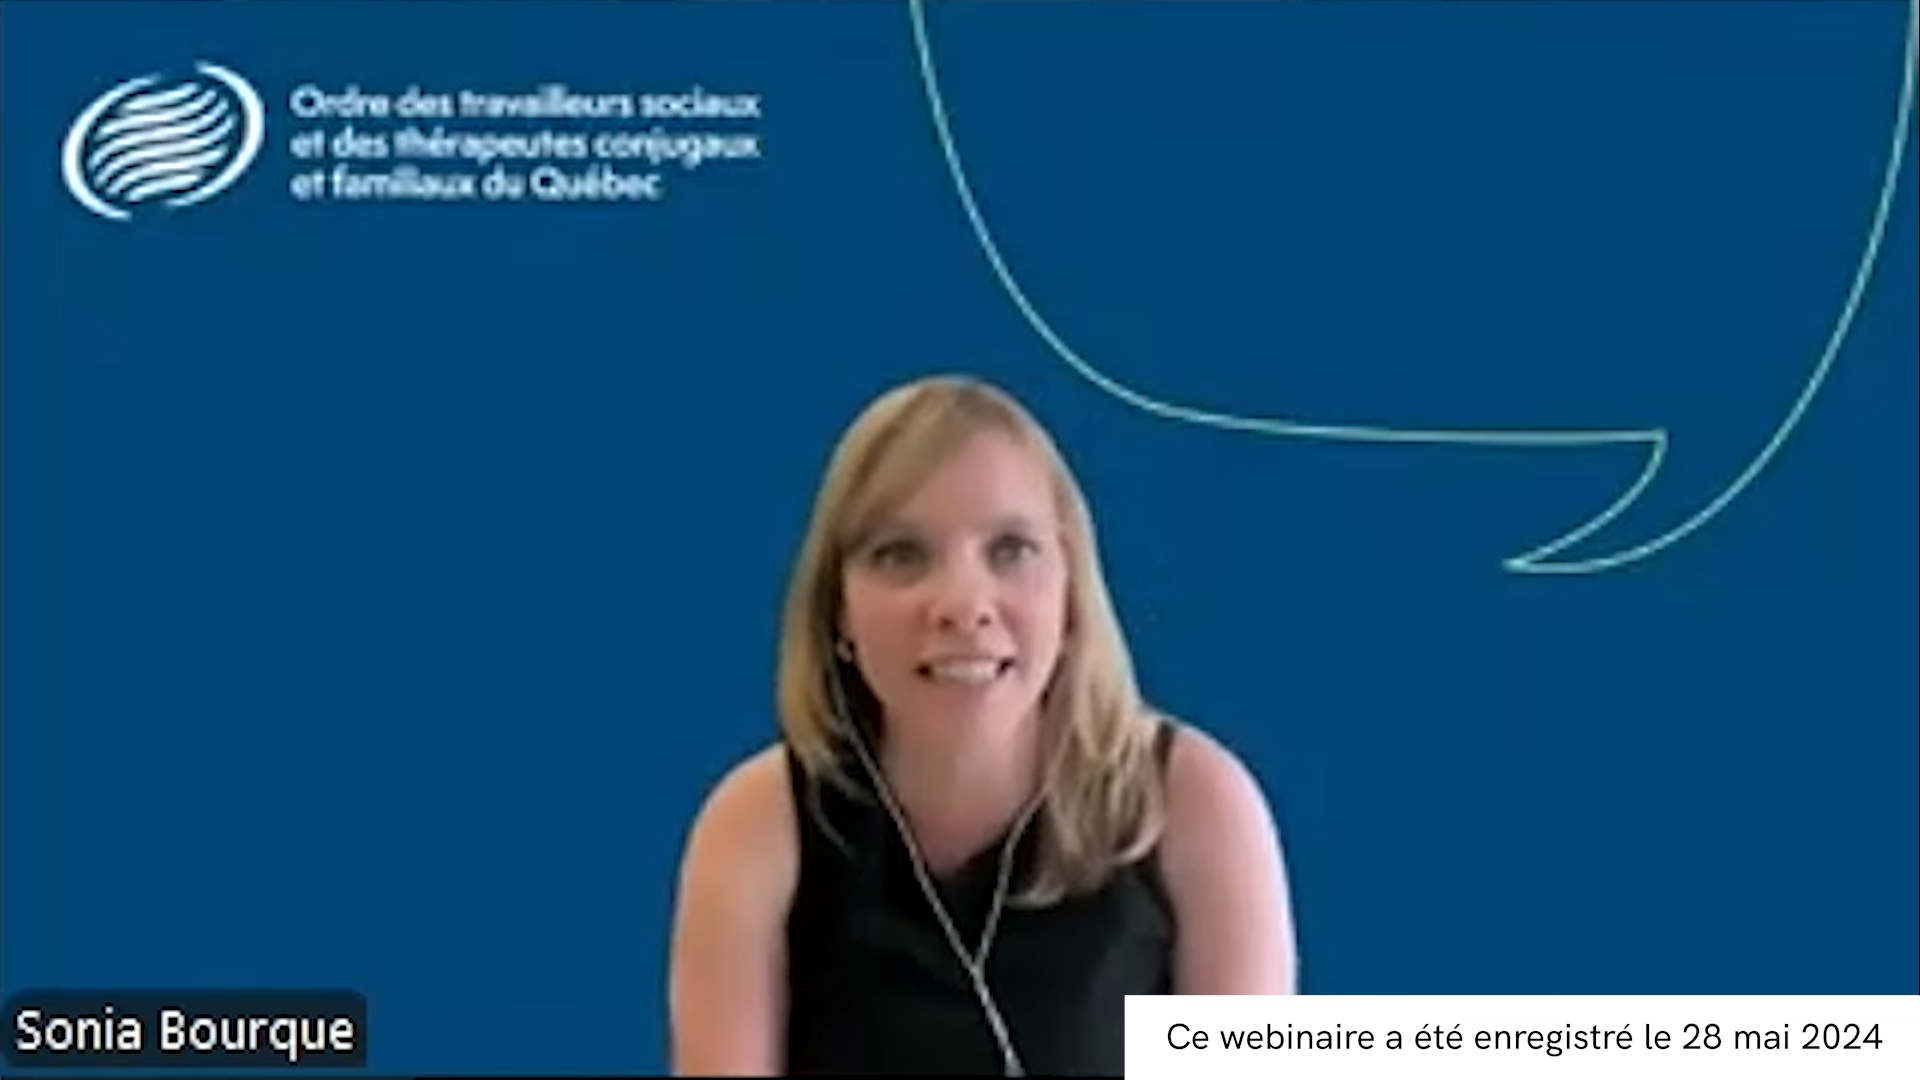 Ordre des travailleurs sociaux
et des thérapeutes conjugaux
et familiaux du Québec
Sonia Bourque
Ce webinaire a été enregistré le 28 mai 2024